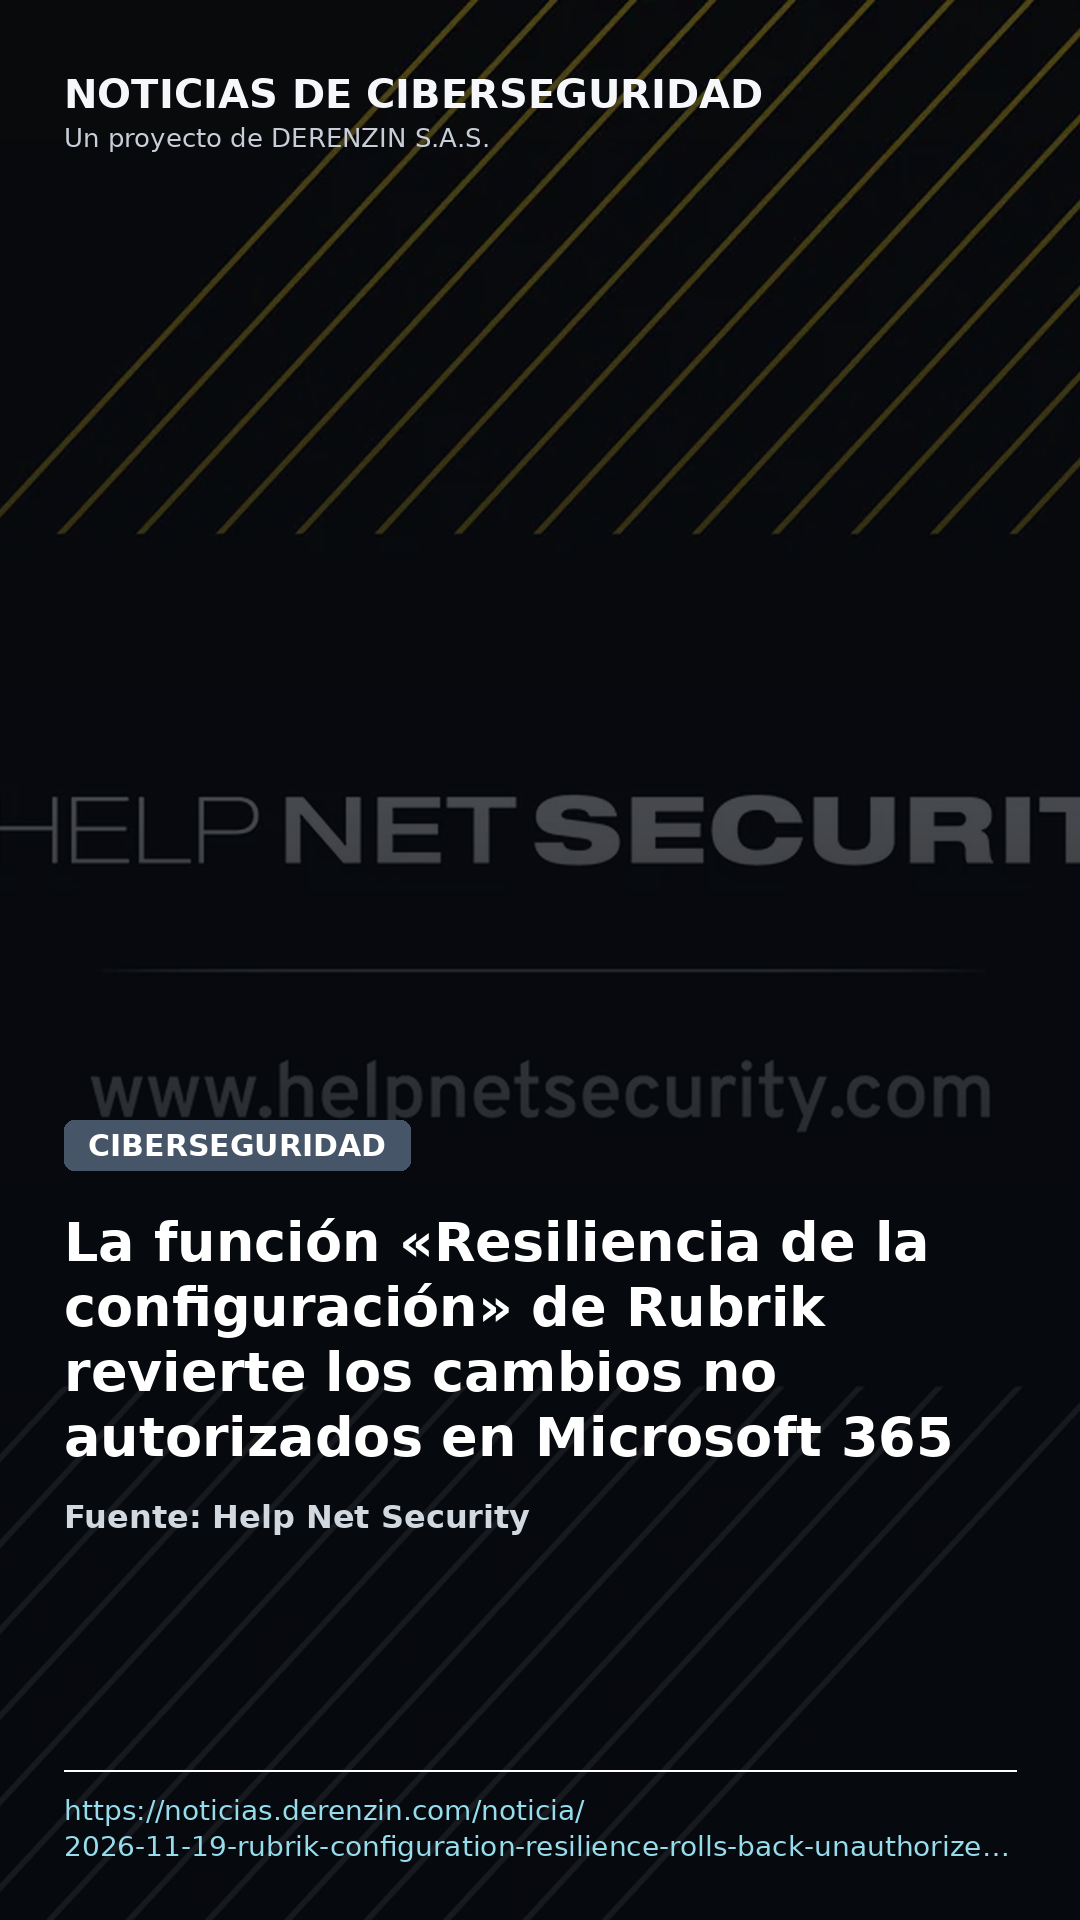 NOTICIAS DE CIBERSEGURIDAD
Un proyecto de DERENZIN S.A.S.
HELP NET SECURIT
www.helpnetsecurity.com
CIBERSEGURIDAD
La función «Resiliencia de la
configuración» de Rubrik
revierte los cambios no
autorizados en Microsoft 365
Fuente: Help Net Security
https://noticias.derenzin.com/noticia/
2026-11-19-rubrik-configuration-resilience-rolls-back-unauthorize…